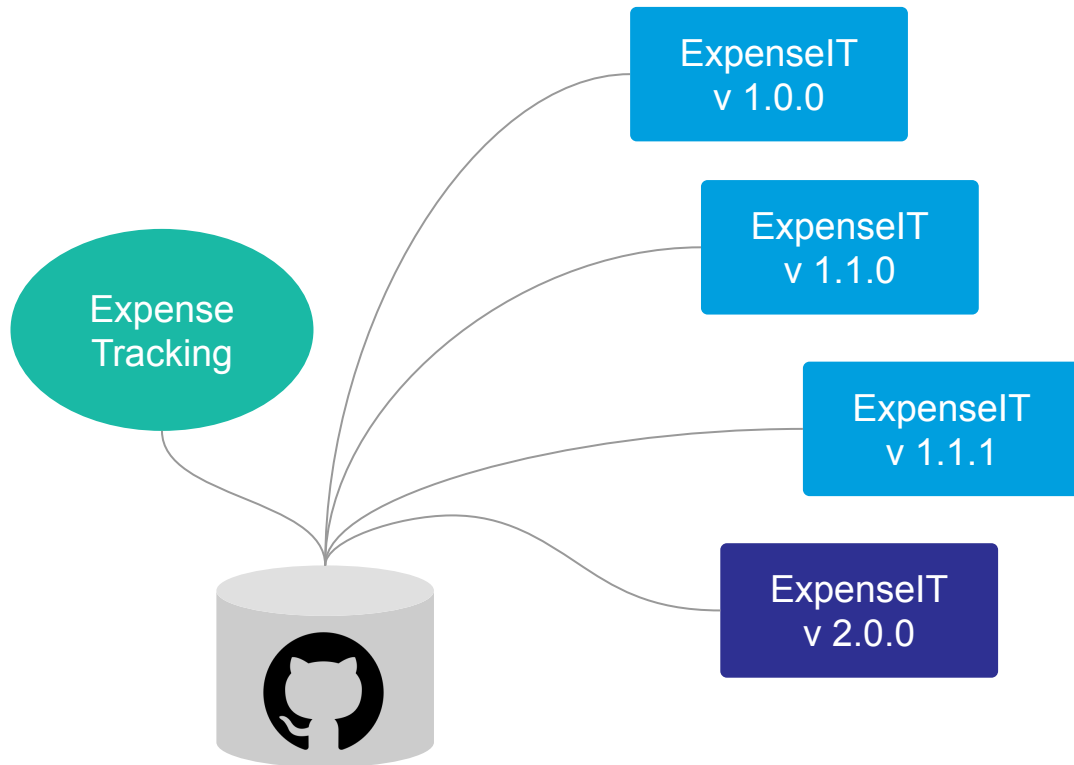 ExpenseIT
v 1.0.0
ExpenseIT
v 1.1.0
Expense
Tracking
ExpenseIT
v 1.1.1
ExpenseIT
v 2.0.0